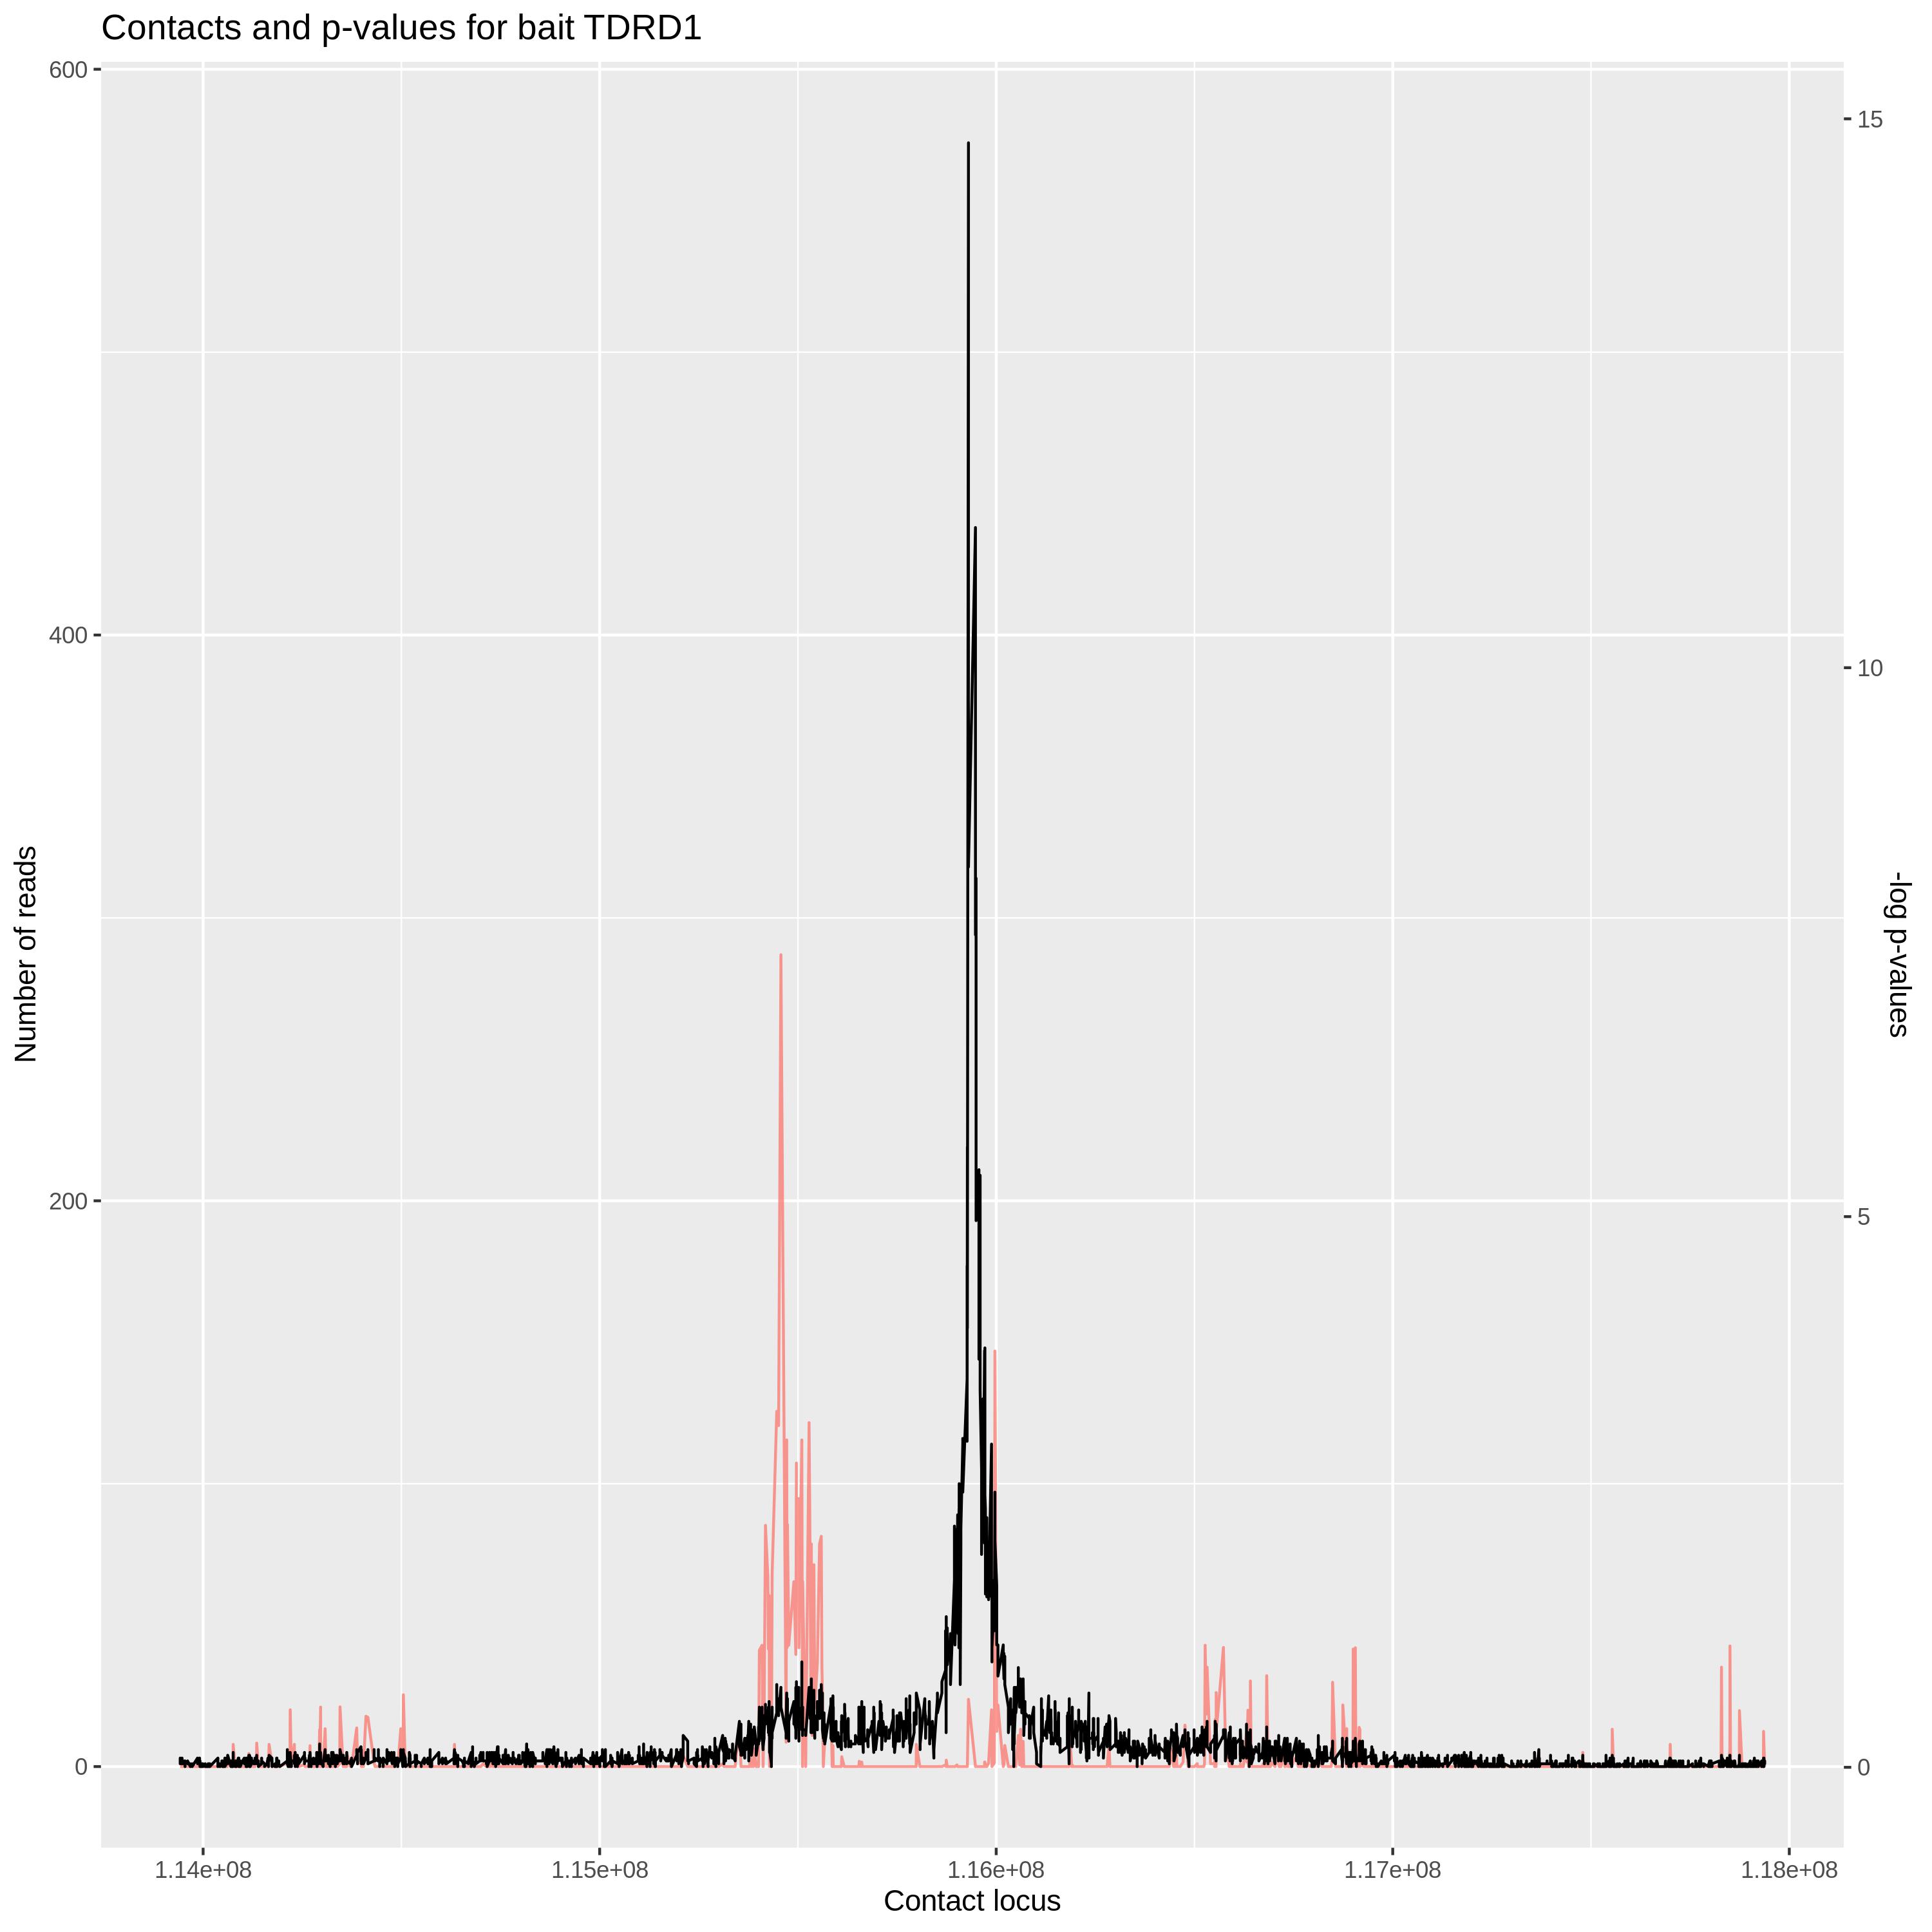 Contacts and p-values for bait TDRD1
600
400
200
0
Number of reads
15
10
5
0
-log p-values
1.14e+08 1.15e+08 1.16e+08 1.17e+08 1.18e+08
Contact locus